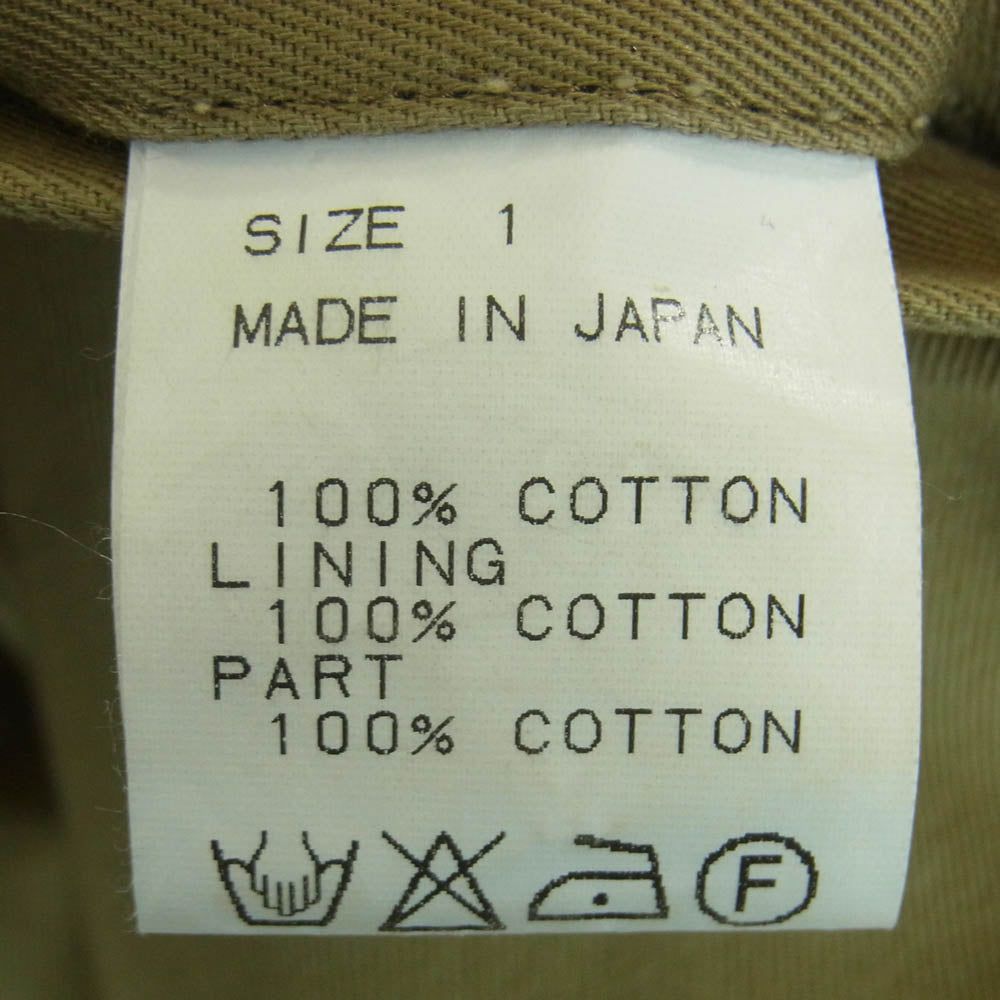 SIZE 1
MADE IN JAPAN
100% COTTON
LINING
100% COTTON
PART
100% COTTON
F